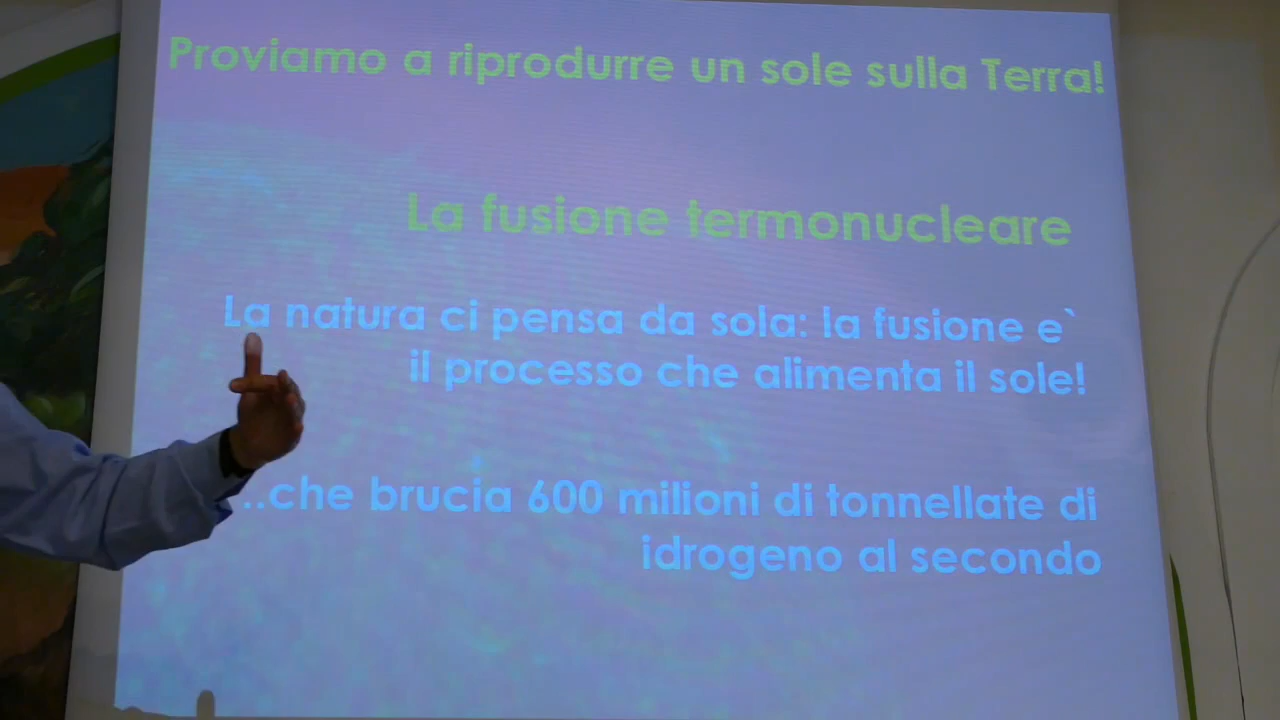 Proviamo a riprodurre un sole sulla Terra!
La fusione termonucleare
La natura ci pensa da sola: la fusione e`
il processo che alimenta il sole!
..che brucia 600 milioni di tonnellate di
idrogeno al secondo